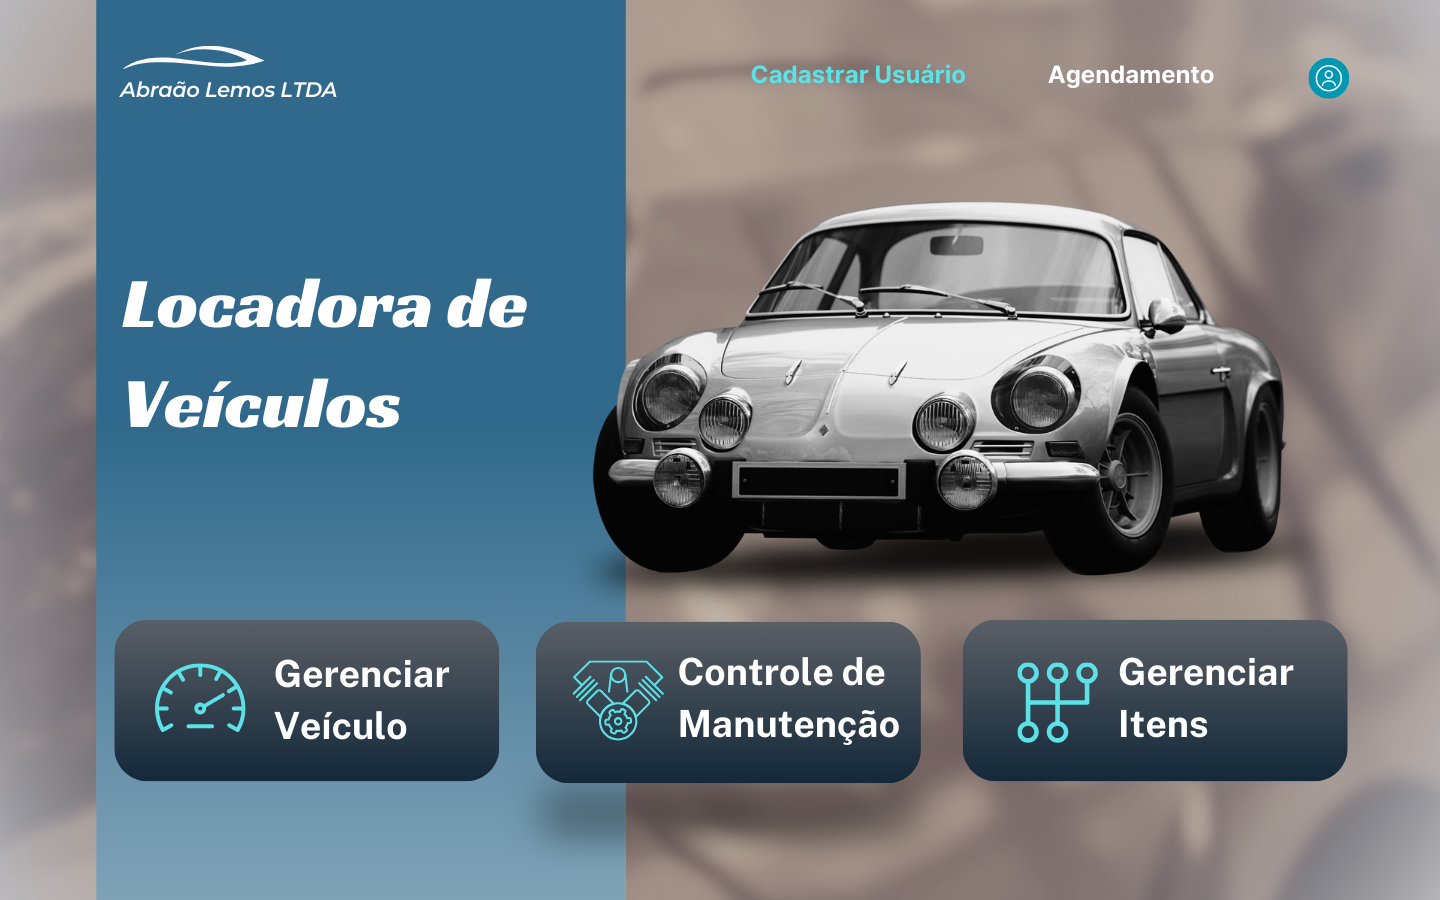 Abraão Lemos LTDA
Cadastrar Usuário
Agendamento
Locadora de
Veículos
Gerenciar
Veículo
Controle de
Manutenção
Gerenciar
Itens